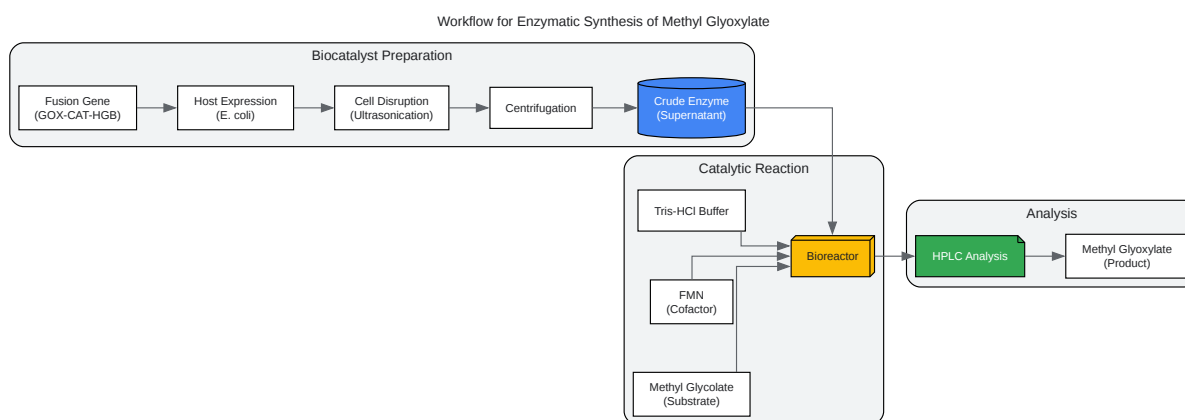 Workflow for Enzymatic Synthesis of Methyl Glyoxylate
Biocatalyst Preparation
Fusion Gene
(GOX-CAT-HGB)
Host Expression
(E. coli)
Cell Disruption
(Ultrasonication)
Centrifugation
Crude Enzyme
(Supernatant)
Catalytic Reaction
Tris-HCl Buffer
FMN
(Cofactor)
Methyl Glycolate
(Substrate)
Bioreactor
Analysis
HPLC Analysis
Methyl Glyoxylate
(Product)